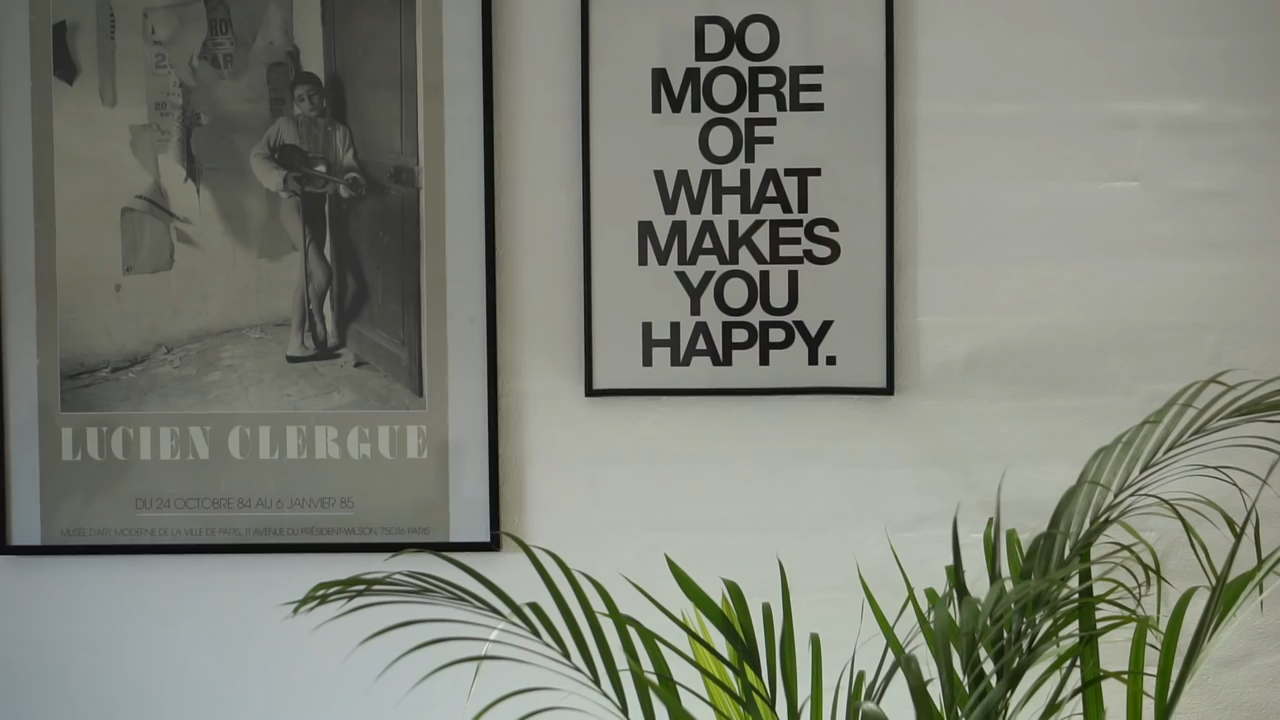 LUCIEN CLERGUE
DU 24 OCTOBRE 84 AU 6 JANVIER 85
MUSÉE D'ART MODERNE DE LA VILLE DE PARIS, 11 AVENUE DU PRÉSIDENT-WILSON, 75016 PARIS
DO
MORE
OF
WHAT
MAKES
YOU
HAPPY.